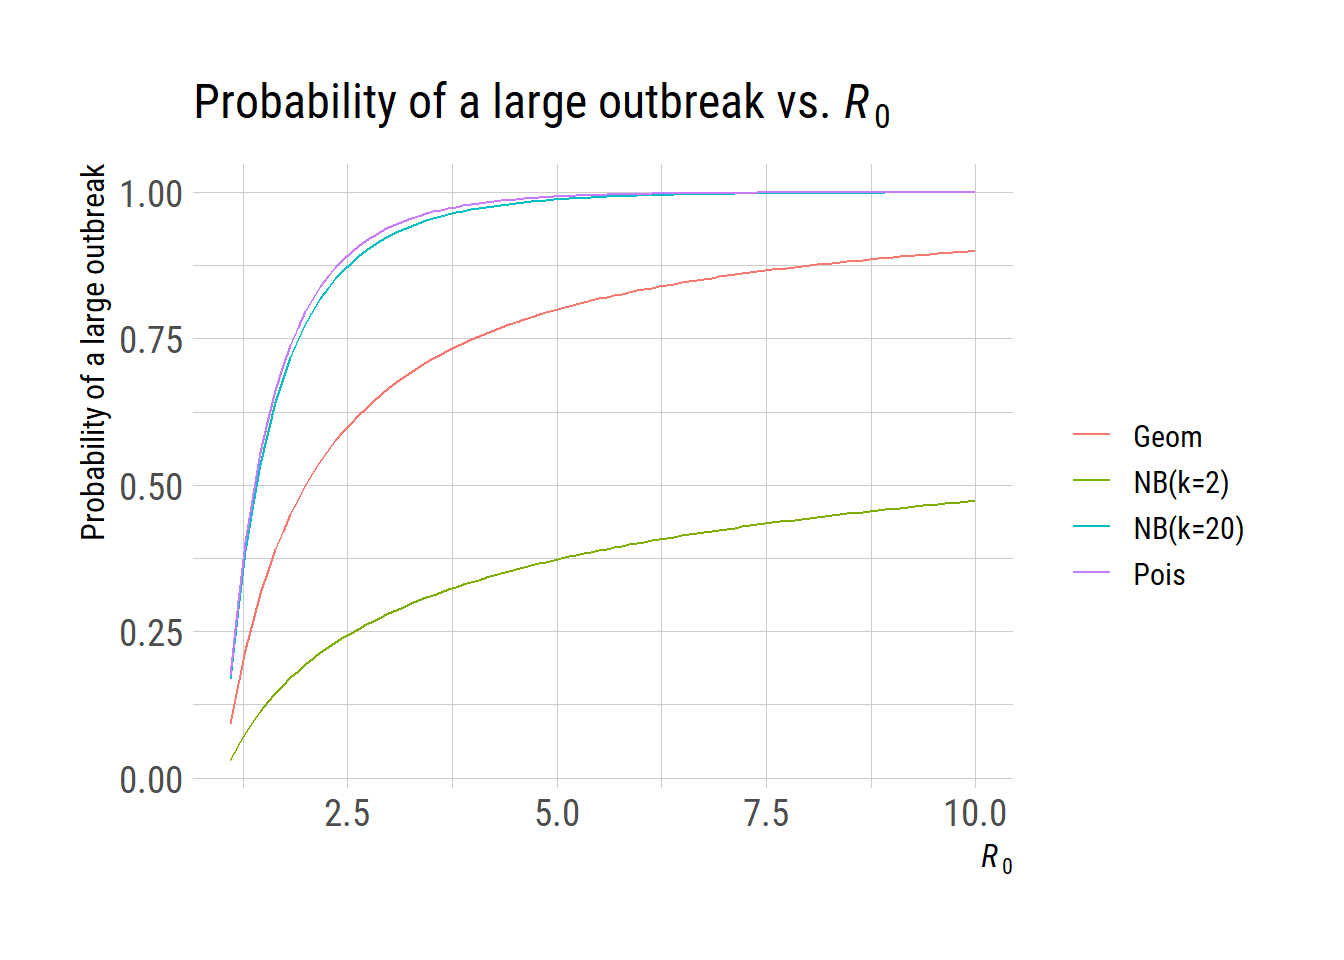 Probability of a large outbreak vs. R0
Probability of a large outbreak
1.00
0.75
0.50
0.25
0.00
2.5 5.0 7.5 10.0
R0
Geom
NB(k=2)
NB(k=20)
Pois